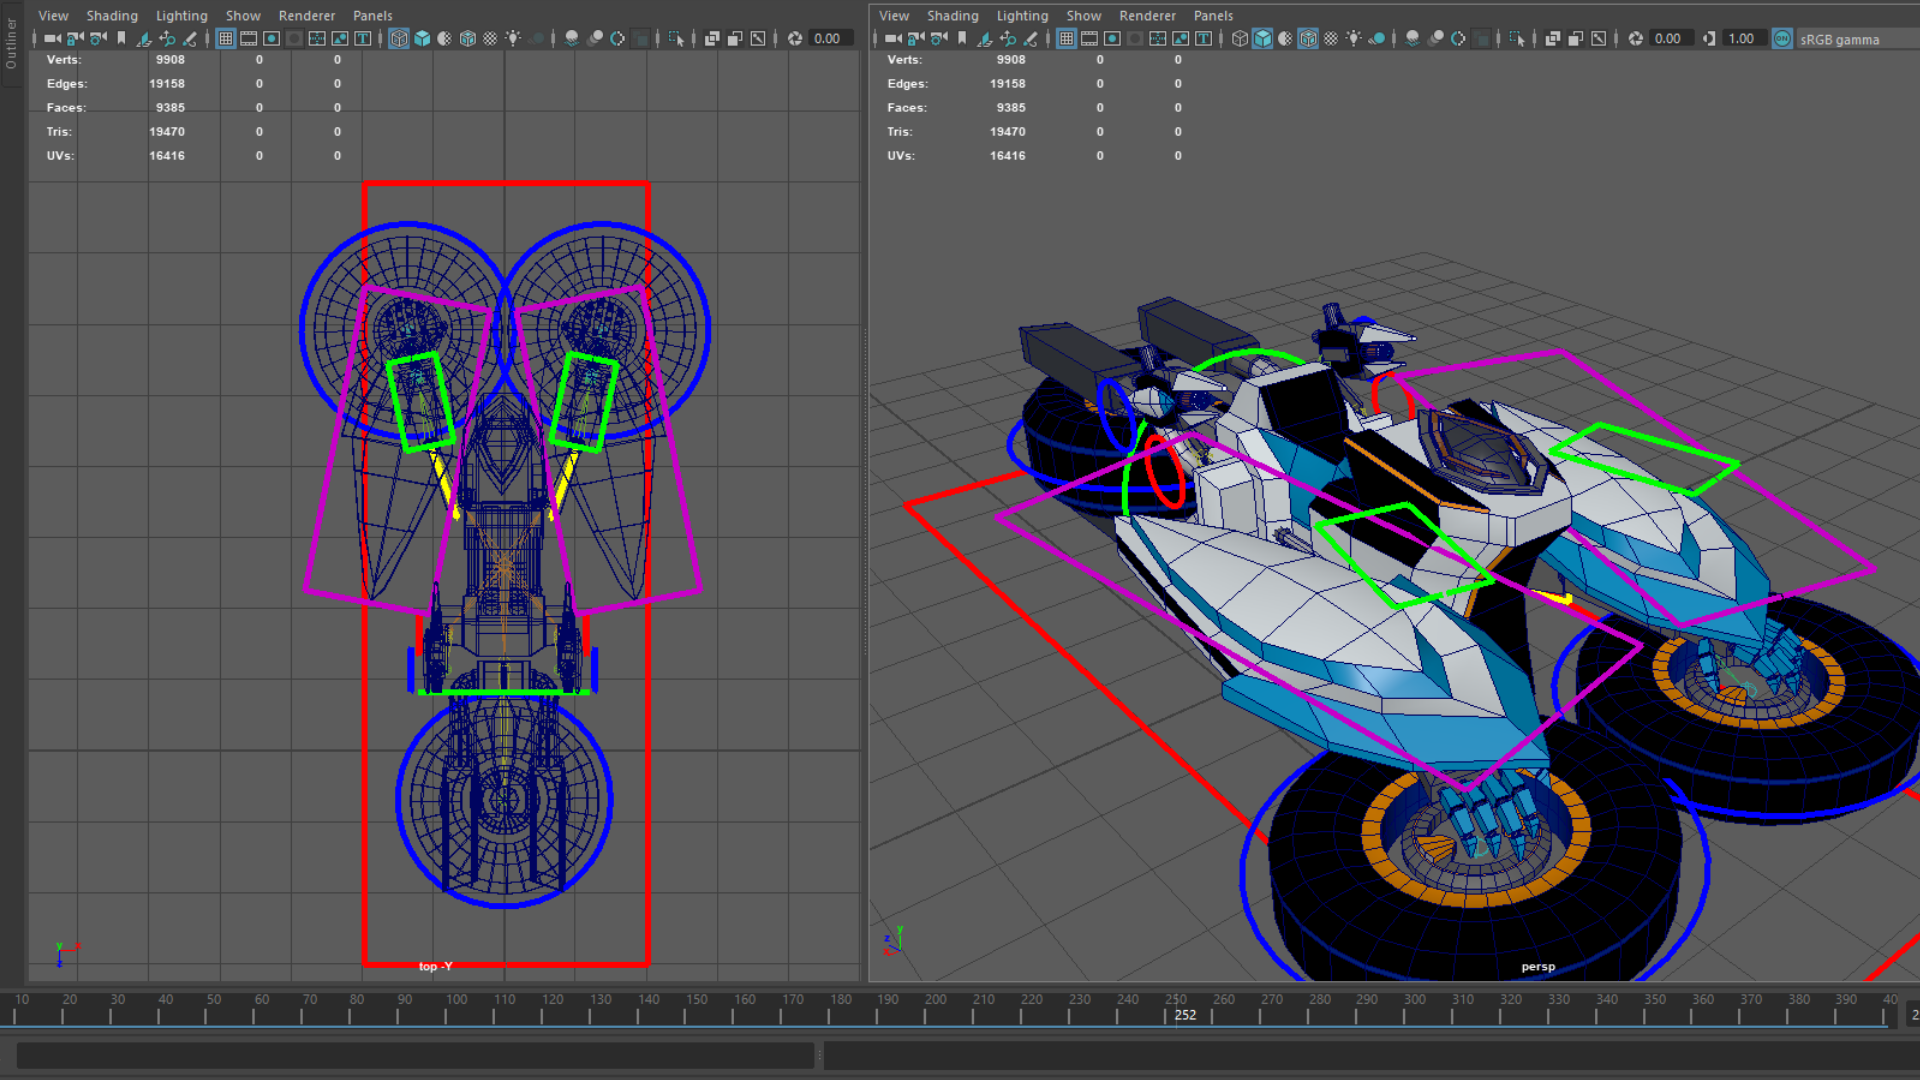 Outliner
View Shading Lighting Show Renderer Panels
0.00
Verts: 9908 0 0
Edges: 19158 0 0
Faces: 9385 0 0
Tris: 19470 0 0
UVs: 16416 0 0
y x z
top -Y
View Shading Lighting Show Renderer Panels
0.00 1.00 ON sRGB gamma
Verts: 9908 0 0
Edges: 19158 0 0
Faces: 9385 0 0
Tris: 19470 0 0
UVs: 16416 0 0
y z x
persp
10 20 30 40 50 60 70 80 90 100 110 120 130 140 150 160 170 180 190 200 210 220 230 240 250 260 270 280 290 300 310 320 330 340 350 360 370 380 390 40
252 2